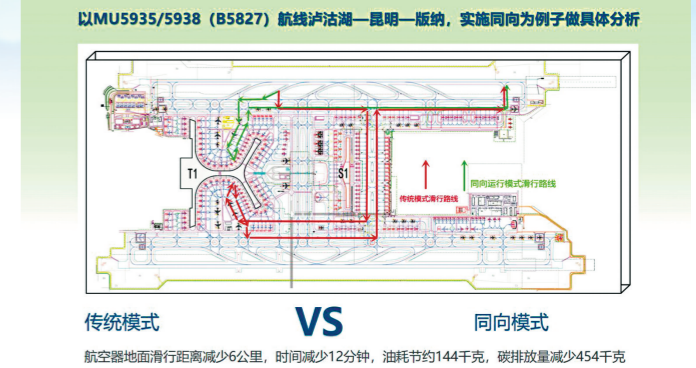 以MU5935/5938（B5827）航线泸沽湖—昆明—版纳，实施同向为例子做具体分析
T1
S1
传统模式滑行路线
同向运行模式滑行路线
传统模式
VS
同向模式
航空器地面滑行距离减少6公里，时间减少12分钟，油耗节约144千克，碳排放量减少454千克